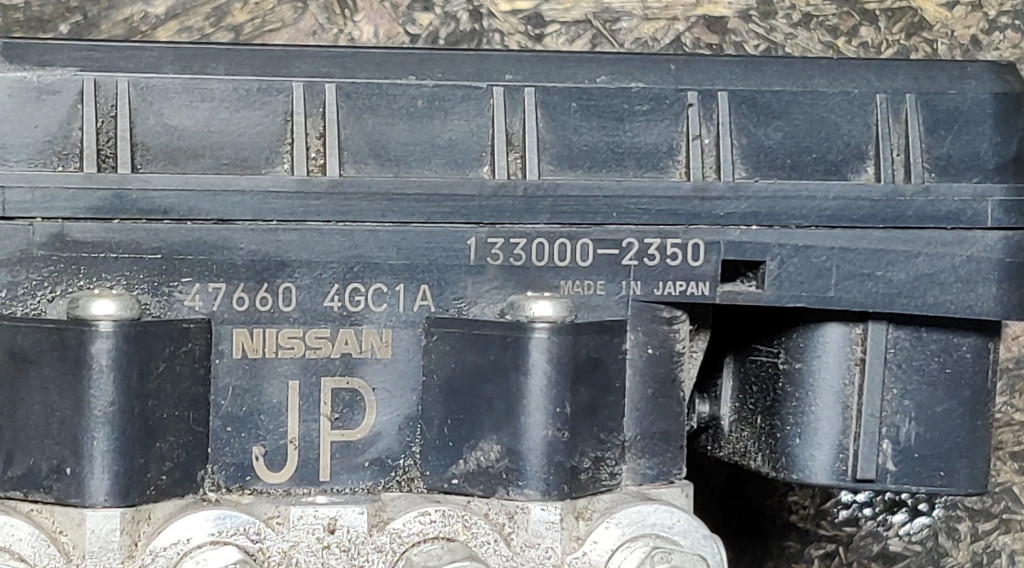 133000-2350
MADE IN JAPAN
47660 4GC1A
NISSAN
JP